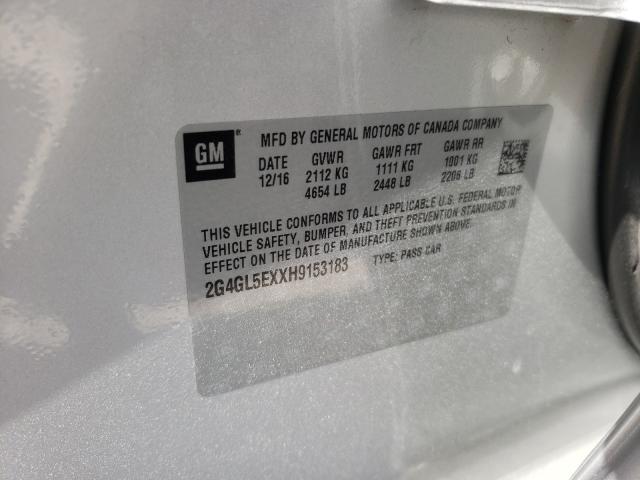 GM ® MFD BY GENERAL MOTORS OF CANADA COMPANY
DATE GVWR GAWR FRT GAWR RR
12/16 2112 KG 1111 KG 1001 KG
4654 LB 2448 LB 2206 LB
THIS VEHICLE CONFORMS TO ALL APPLICABLE U.S. FEDERAL MOTOR
VEHICLE SAFETY, BUMPER, AND THEFT PREVENTION STANDARDS IN
EFFECT ON THE DATE OF MANUFACTURE SHOWN ABOVE.
2G4GL5EXXH9153183 TYPE: PASS CAR